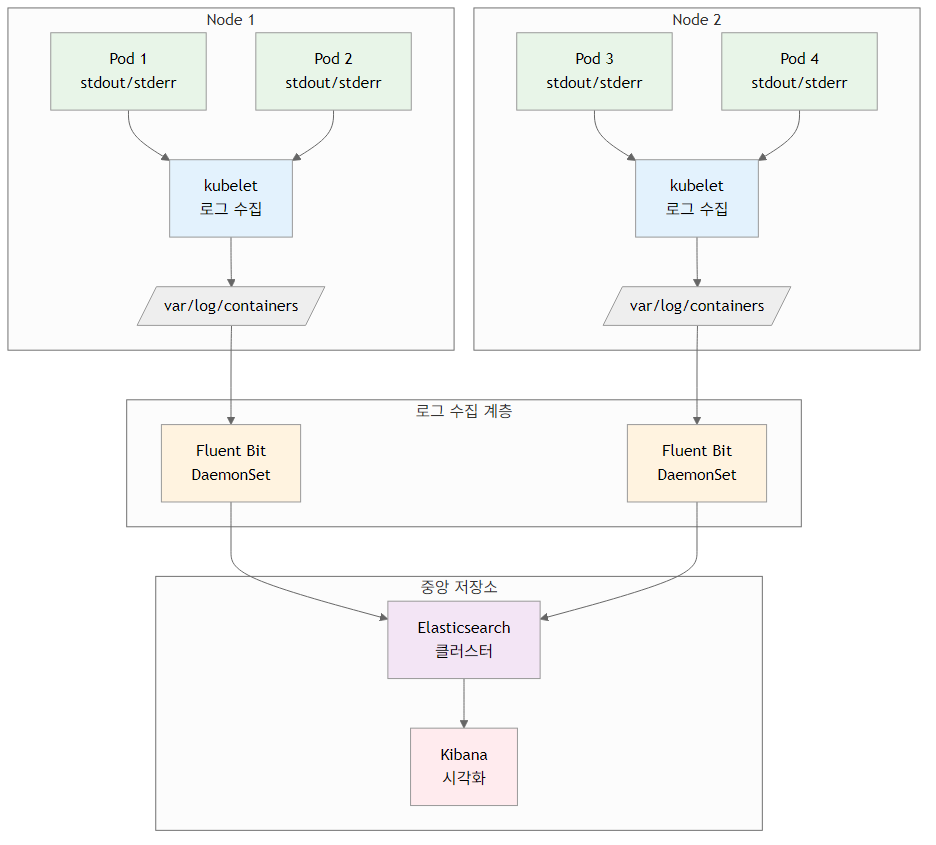 Node 1
Pod 1
stdout/stderr
Pod 2
stdout/stderr
kubelet
로그 수집
var/log/containers
Node 2
Pod 3
stdout/stderr
Pod 4
stdout/stderr
kubelet
로그 수집
var/log/containers
로그 수집 계층
Fluent Bit
DaemonSet
Fluent Bit
DaemonSet
중앙 저장소
Elasticsearch
클러스터
Kibana
시각화